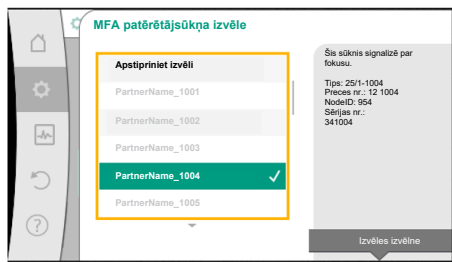 MFA patērētājsūkņa izvēle
Apstipriniet izvēli
PartnerName_1001
PartnerName_1002
PartnerName_1003
PartnerName_1004
PartnerName_1005
Šis sūknis signalizē par
fokusu.
Tips: 25/1-1004
Preces nr.: 12 1004
NodeID: 954
Sērijas nr.:
341004
Izvēles izvēlne
?